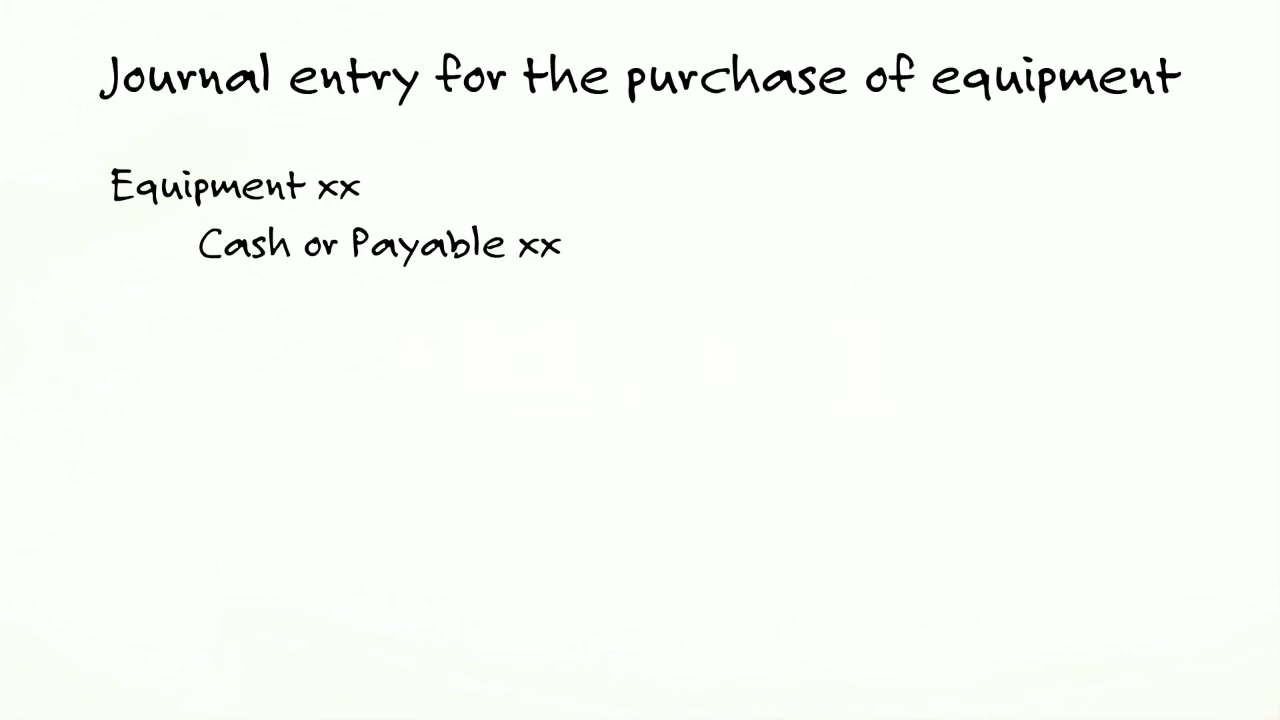 Journal entry for the purchase of equipment
Equipment xx
Cash or Payable xx